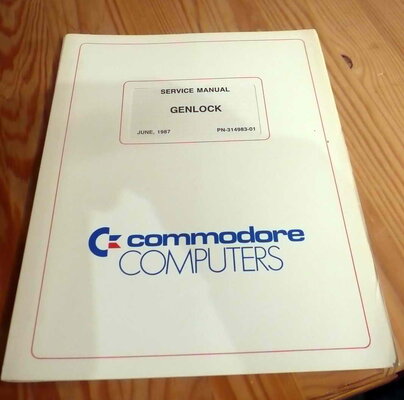 SERVICE MANUAL
GENLOCK
JUNE, 1987 PN-314983-01
commodore
COMPUTERS